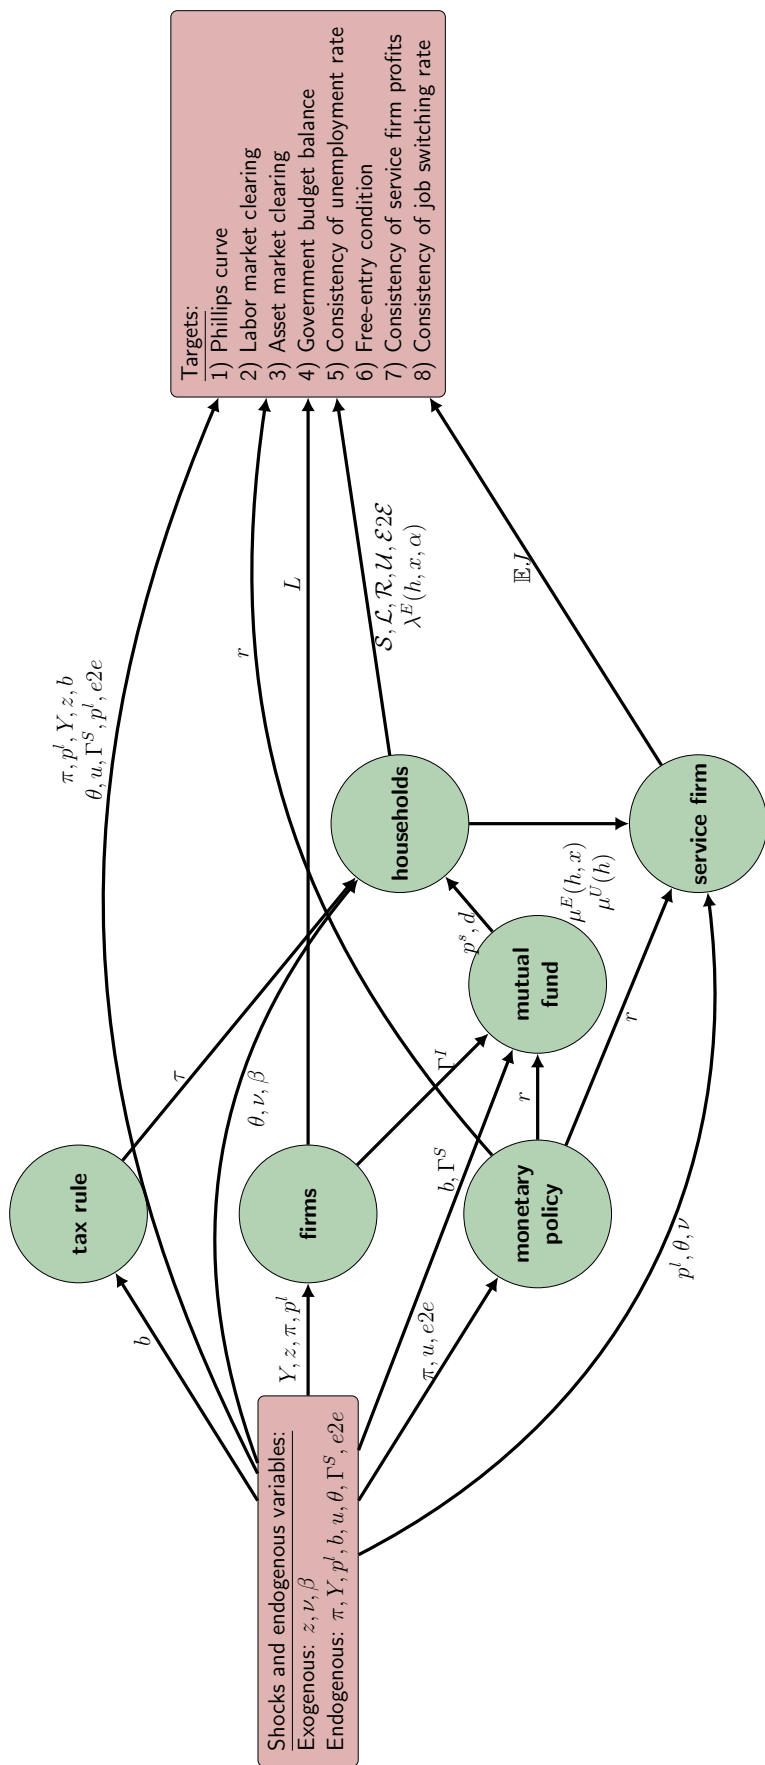 Shocks and endogenous variables:
Exogenous: z, ν, β
Endogenous: π, Y, p^l, b, u, θ, Γ^S, e2e
b
π, p^l, Y, z, b
θ, u, Γ^S, p^l, e2e
θ, ν, β
Y, z, π, p^l
b, Γ^S
π, u, e2e
p^l, θ, ν
tax rule
firms
monetary
policy
τ
r
L
Γ^I
r
r
mutual
fund
p^s, d
households
μ^E(h, x)
μ^U(h)
service firm
𝒮, ℒ, ℛ, 𝒰, ℰ2ℰ
λ^E(h, x, α)
𝔼J
Targets:
1) Phillips curve
2) Labor market clearing
3) Asset market clearing
4) Government budget balance
5) Consistency of unemployment rate
6) Free-entry condition
7) Consistency of service firm profits
8) Consistency of job switching rate